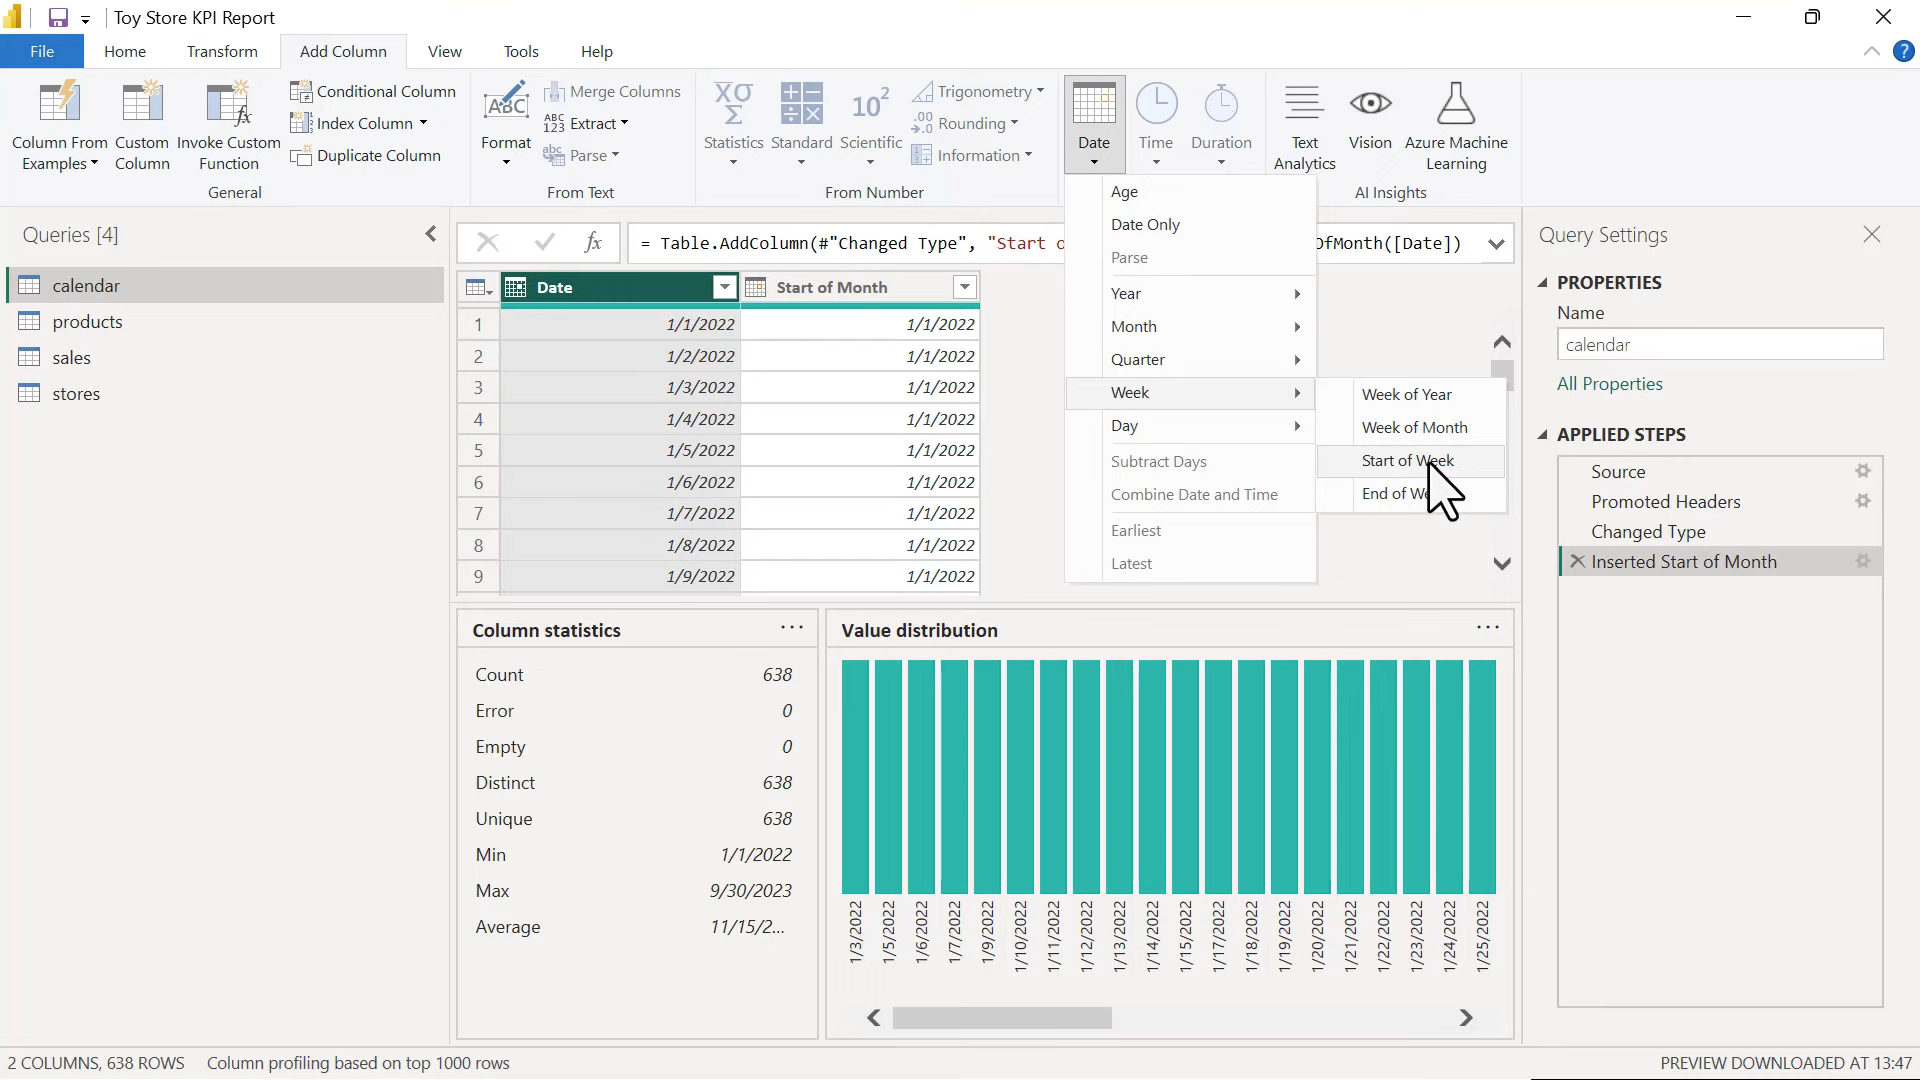 Toy Store KPI Report
File
Home
Transform
Add Column
View
Tools
Help
?
Column From
Examples
Custom
Column
Invoke Custom
Function
Conditional Column
Index Column
Duplicate Column
General
ABC
Format
Merge Columns
ABC
123
Extract
abc
Parse
From Text
Χσ
Σ
Statistics
Standard
10²
Scientific
Trigonometry
.00
Rounding
Information
From Number
Date
Time
Duration
Text
Analytics
Vision
Azure Machine
Learning
AI Insights
Queries [4]
calendar
products
sales
stores
fx
= Table.AddColumn(#"Changed Type", "Start o
OfMonth([Date])
Date
Start of Month
1 1/1/2022 1/1/2022
2 1/2/2022 1/1/2022
3 1/3/2022 1/1/2022
4 1/4/2022 1/1/2022
5 1/5/2022 1/1/2022
6 1/6/2022 1/1/2022
7 1/7/2022 1/1/2022
8 1/8/2022 1/1/2022
9 1/9/2022 1/1/2022
Age
Date Only
Parse
Year
Month
Quarter
Week
Day
Subtract Days
Combine Date and Time
Earliest
Latest
Week of Year
Week of Month
Start of Week
End of We
Query Settings
PROPERTIES
Name
calendar
All Properties
APPLIED STEPS
Source
Promoted Headers
Changed Type
Inserted Start of Month
Column statistics
...
Count 638
Error 0
Empty 0
Distinct 638
Unique 638
Min 1/1/2022
Max 9/30/2023
Average 11/15/2...
Value distribution
...
1/3/2022
1/5/2022
1/6/2022
1/7/2022
1/9/2022
1/10/2022
1/11/2022
1/12/2022
1/13/2022
1/14/2022
1/15/2022
1/17/2022
1/18/2022
1/19/2022
1/20/2022
1/21/2022
1/22/2022
1/23/2022
1/24/2022
1/25/2022
2 COLUMNS, 638 ROWS
Column profiling based on top 1000 rows
PREVIEW DOWNLOADED AT 13:47